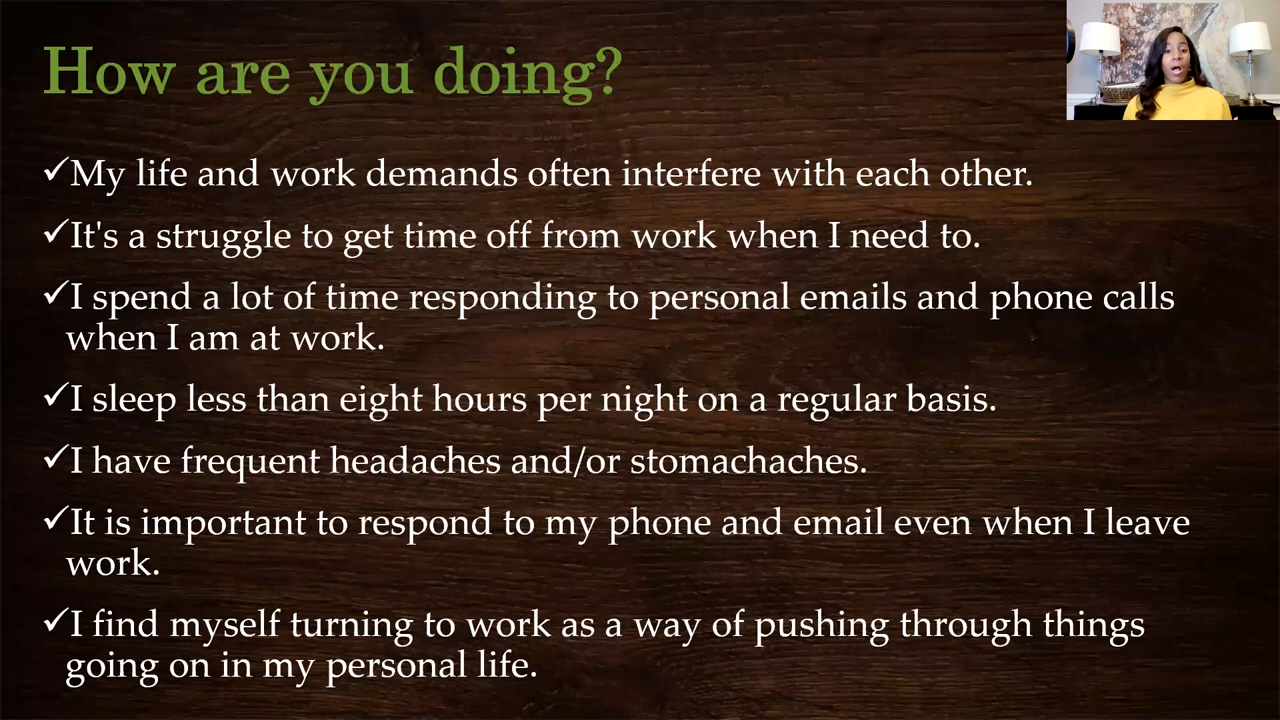 How are you doing?
✓My life and work demands often interfere with each other.
✓It's a struggle to get time off from work when I need to.
✓I spend a lot of time responding to personal emails and phone calls
when I am at work.
✓I sleep less than eight hours per night on a regular basis.
✓I have frequent headaches and/or stomachaches.
✓It is important to respond to my phone and email even when I leave
work.
✓I find myself turning to work as a way of pushing through things
going on in my personal life.